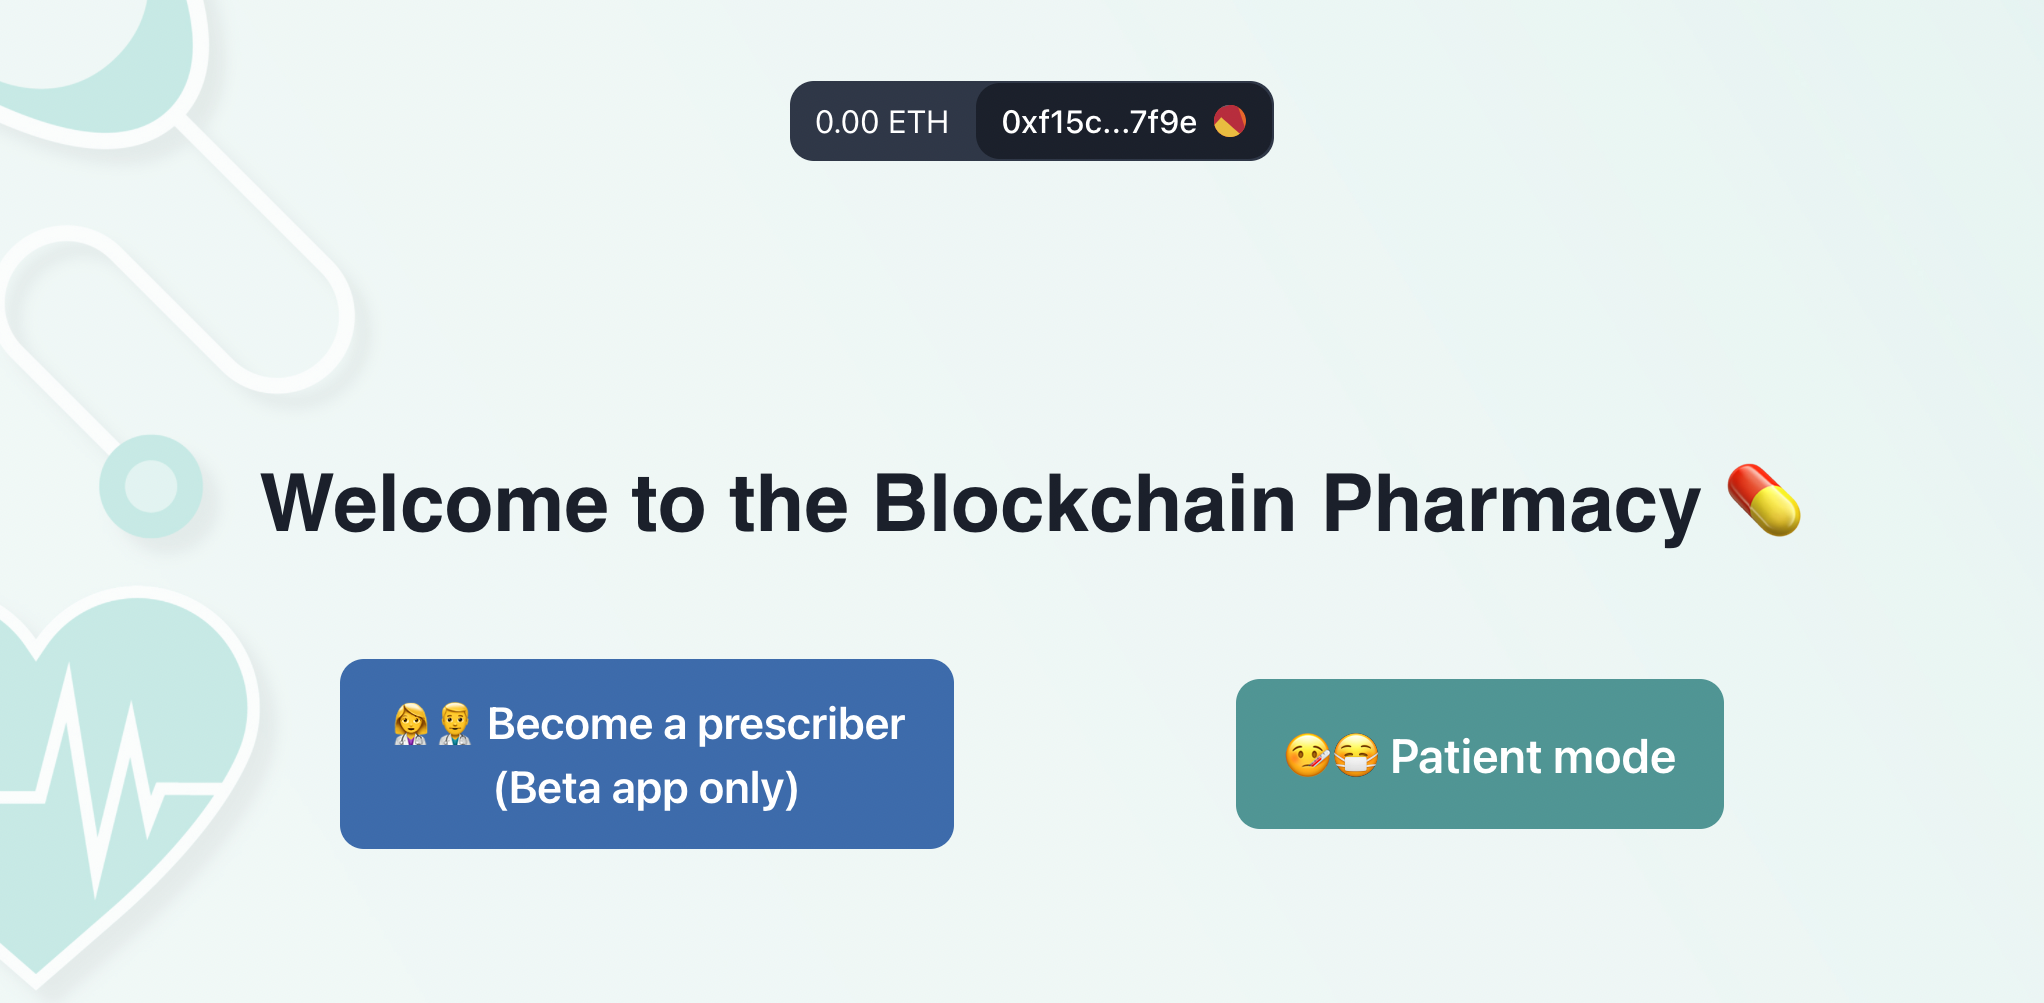 0.00 ETH 0xf15c...7f9e
Welcome to the Blockchain Pharmacy 💊
👩‍⚕️👨‍⚕️ Become a prescriber
(Beta app only)
🤒😷 Patient mode